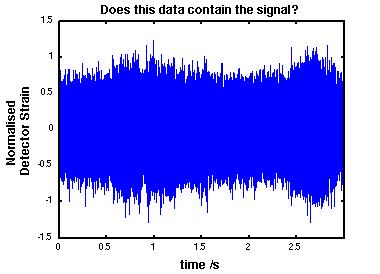 Does this data contain the signal?
1.5
1
0.5
0
-0.5
-1
-1.5
Normalised
Detector Strain
0 0.5 1 1.5 2 2.5
time /s